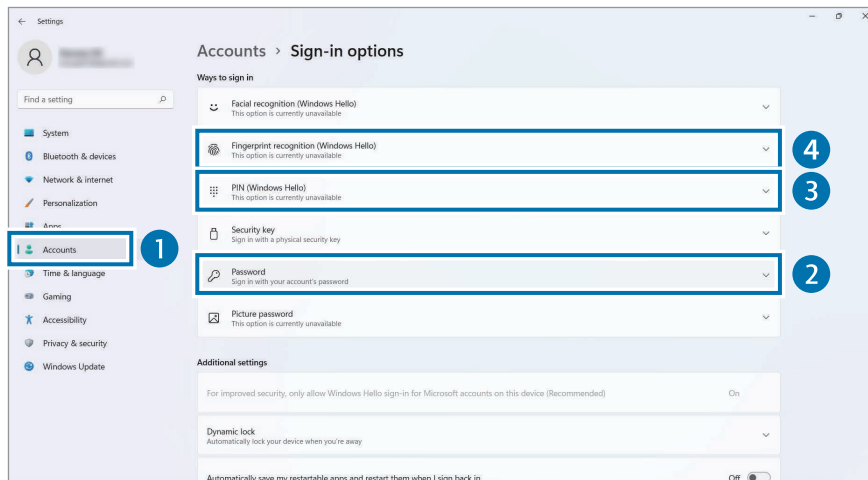 Settings
Accounts > Sign-in options
Ways to sign in
Find a setting
System
Bluetooth & devices
Network & internet
Personalization
Apps
Accounts
1
Time & language
Gaming
Accessibility
Privacy & security
Windows Update
Facial recognition (Windows Hello)
This option is currently unavailable
Fingerprint recognition (Windows Hello)
This option is currently unavailable
4
PIN (Windows Hello)
This option is currently unavailable
3
Security key
Sign in with a physical security key
Password
Sign in with your account's password
2
Picture password
This option is currently unavailable
Additional settings
For improved security, only allow Windows Hello sign-in for Microsoft accounts on this device (Recommended)
On
Dynamic lock
Automatically lock your device when you're away
Automatically save my restartable apps and restart them when I sign back in
Off